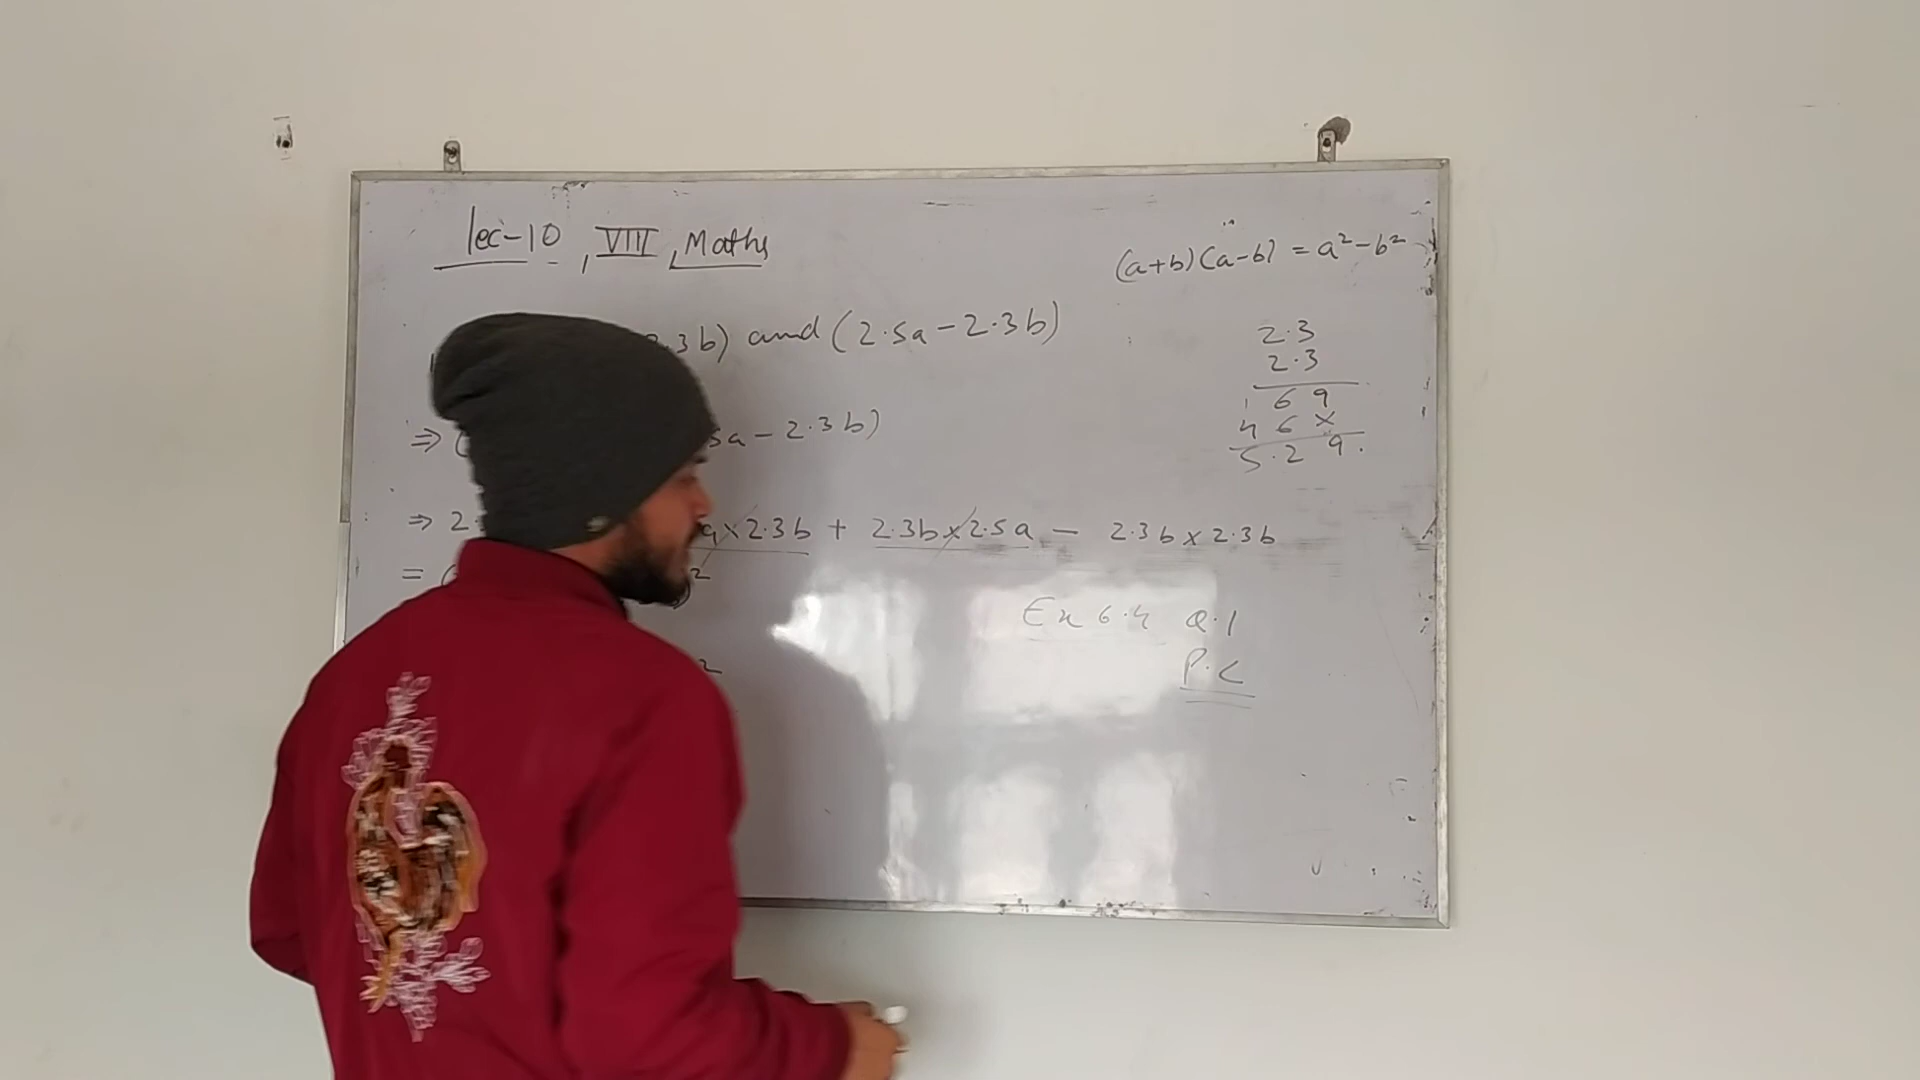 lec-10, VIII, Maths
(a+b)(a-b) = a²-b²
.3b) and (2.5a-2.3b)
2.3
2.3
6 9
4 6 x
5.2 9.
⇒ ( 5a-2.3b)
⇒ 2. a×2.3b + 2.3b×2.5a - 2.3b×2.3b
= ( )²
Ex 6.4 Q.1
2
P.C